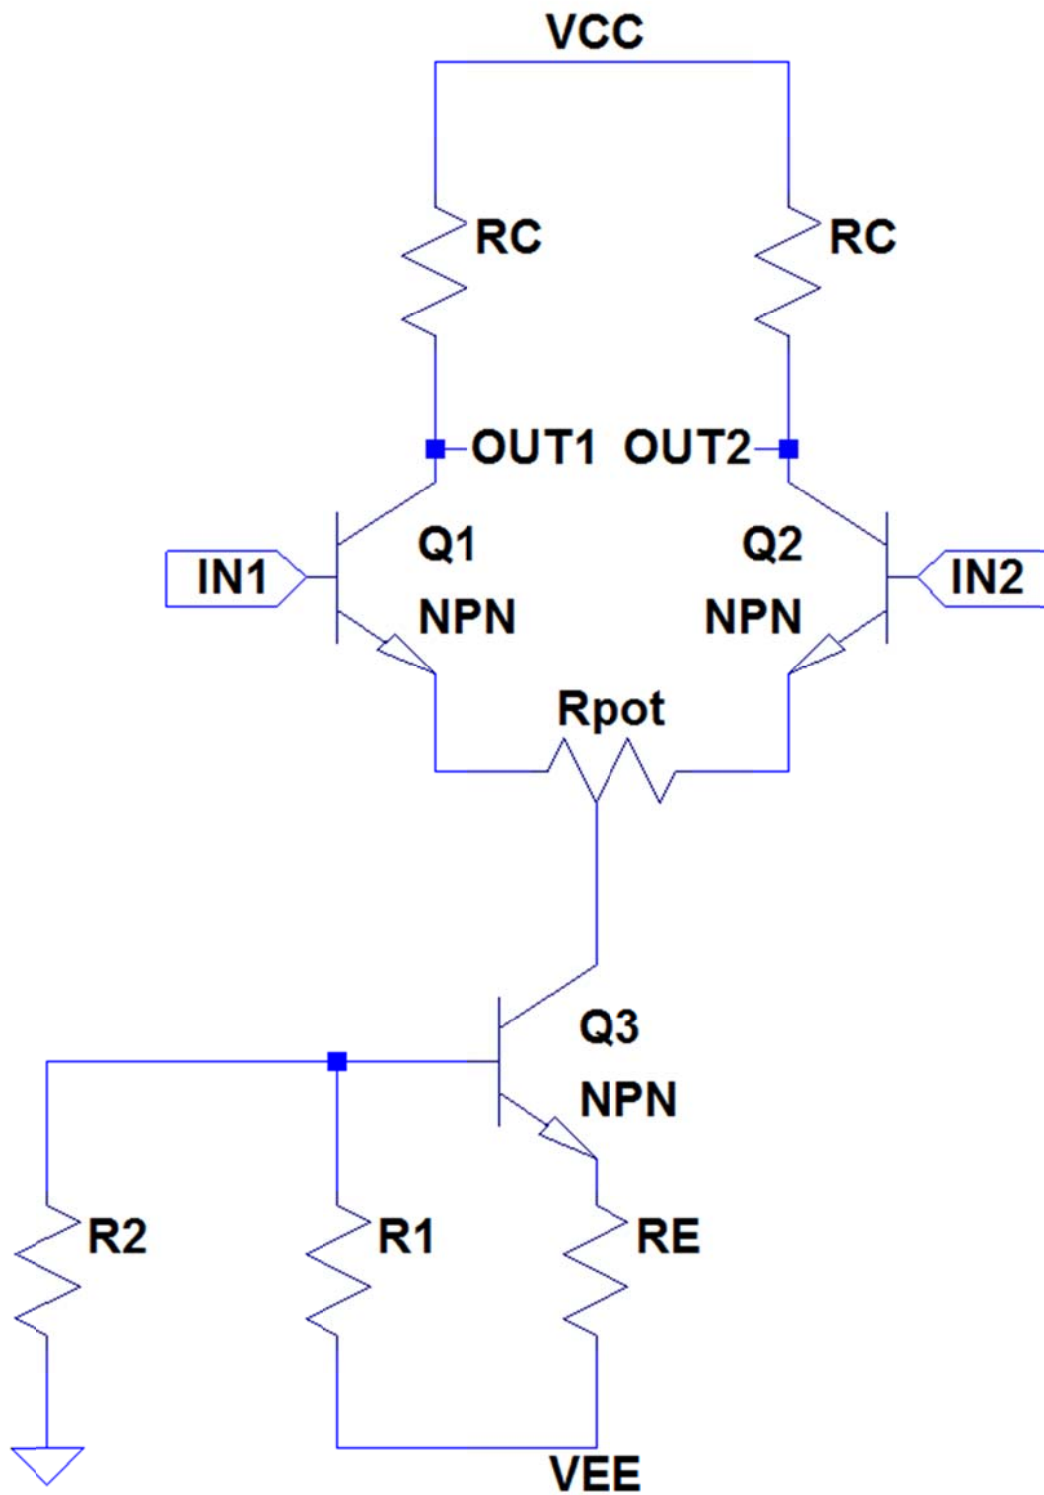 VCC
RC
RC
OUT1
OUT2
Q1
Q2
IN1
IN2
NPN
NPN
Rpot
Q3
NPN
R2
R1
RE
VEE